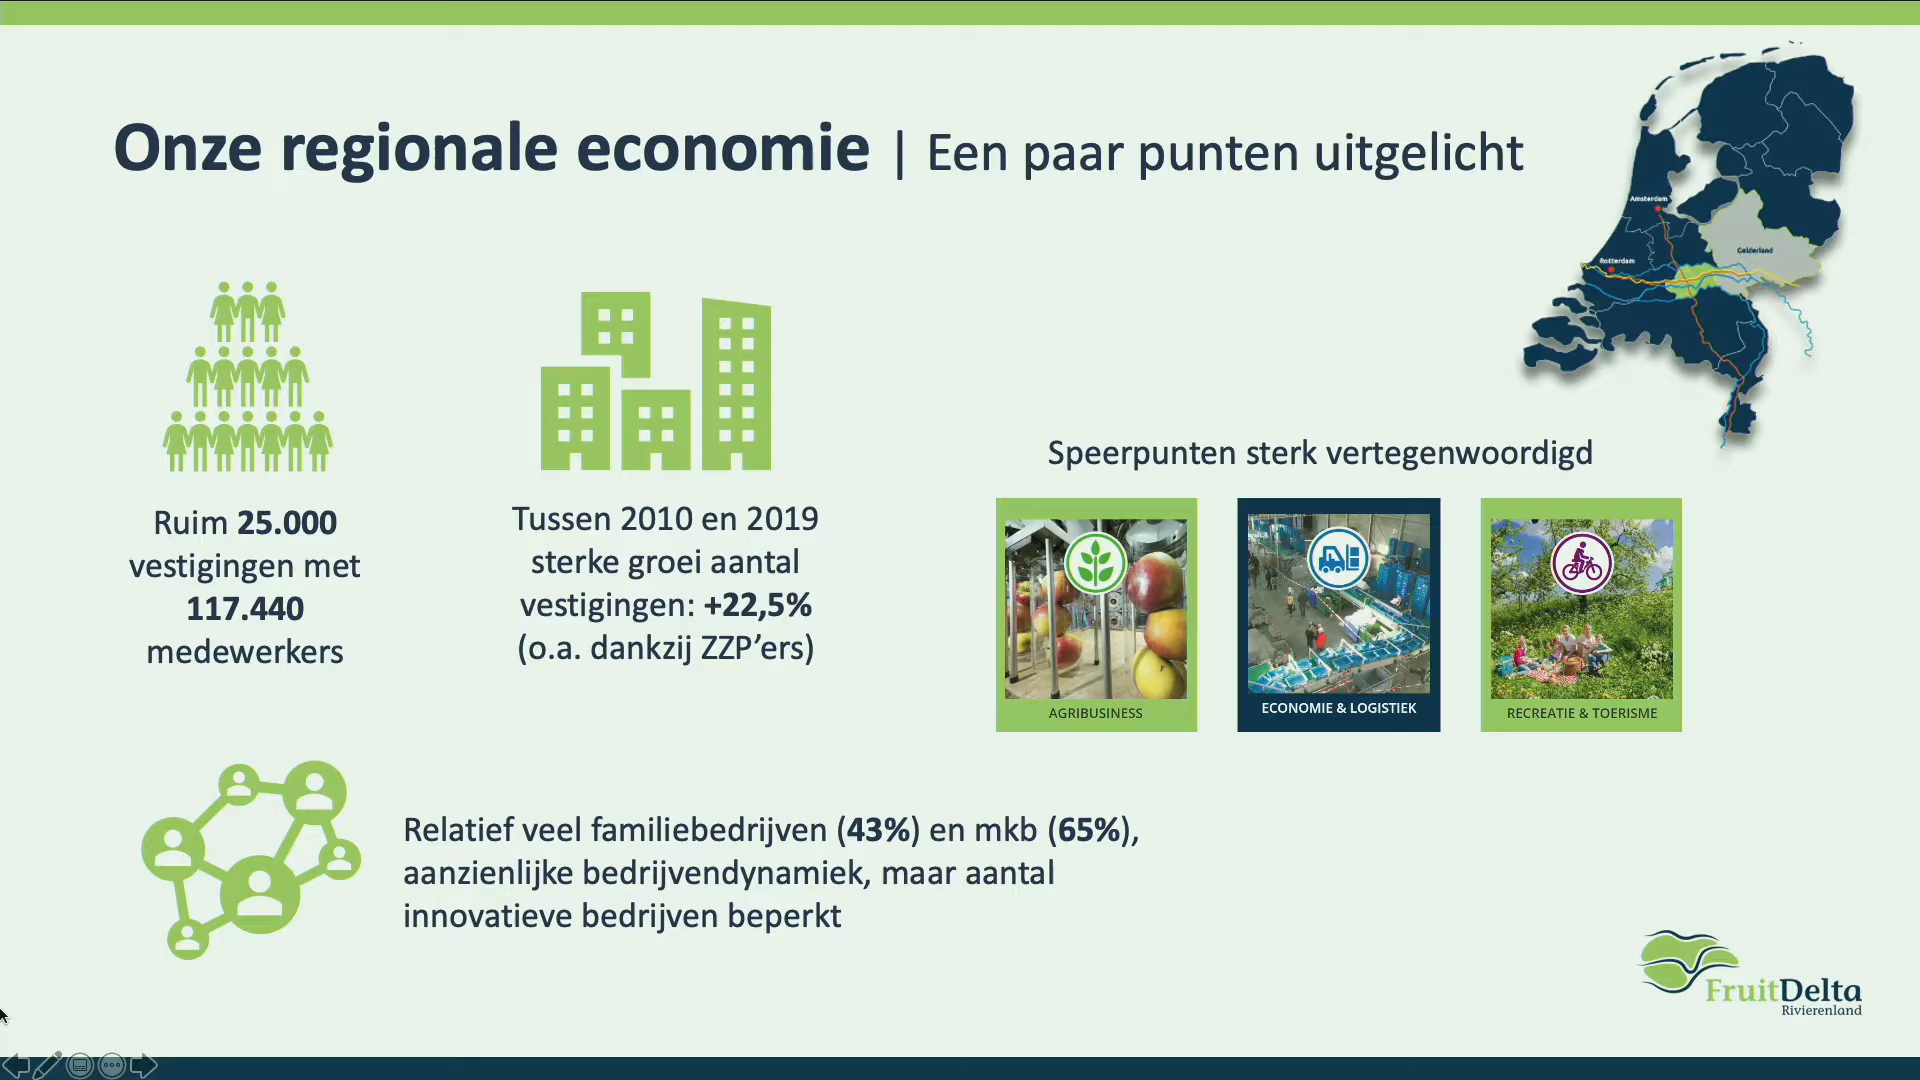 Onze regionale economie | Een paar punten uitgelicht
Amsterdam
Gelderland
Rotterdam
Ruim 25.000
vestigingen met
117.440
medewerkers
Tussen 2010 en 2019
sterke groei aantal
vestigingen: +22,5%
(o.a. dankzij ZZP’ers)
Speerpunten sterk vertegenwoordigd
AGRIBUSINESS
ECONOMIE & LOGISTIEK
RECREATIE & TOERISME
Relatief veel familiebedrijven (43%) en mkb (65%),
aanzienlijke bedrijvendynamiek, maar aantal
innovatieve bedrijven beperkt
FruitDelta
Rivierenland